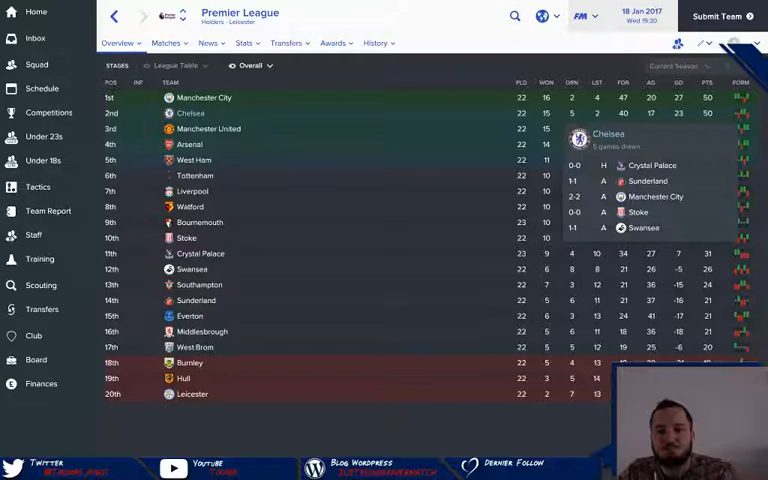 Home
Premier League
Holders - Leicester
18 Jan 2017
Wed 19:30
FM
Submit Team
Inbox
Overview Matches News Stats Transfers Awards History
Squad
STAGES League Table Overall Current Season
Schedule
POS INF TEAM PLD WON DRN LST FOR AG GD PTS FORM
Competitions
1st Manchester City 22 16 2 4 47 20 27 50
2nd Chelsea 22 15 5 2 40 17 23 50
Under 23s
3rd Manchester United 22 15
Chelsea
5 games drawn
4th Arsenal 22 14
Under 18s
5th West Ham 22 11
0-0 H Crystal Palace
6th Tottenham 22 10
1-1 A Sunderland
Tactics
7th Liverpool 22 10
2-2 A Manchester City
8th Watford 22 10
Team Report
0-0 A Stoke
9th Bournemouth 23 10
1-1 A Swansea
Staff
10th Stoke 22 10
11th Crystal Palace 23 9 4 10 34 27 7 31
Training
12th Swansea 22 6 8 8 21 26 -5 26
13th Southampton 22 7 3 12 21 36 -15 24
Scouting
14th Sunderland 22 5 6 11 21 37 -16 21
Transfers
15th Everton 22 6 3 13 24 41 -17 21
16th Middlesbrough 22 5 6 11 18 36 -18 21
Club
17th West Brom 22 5 5 12 19 25 -6 20
Board
18th Burnley 22 5 4 13
19th Hull 22 3 5 14
Finances
20th Leicester 22 2 7 13
Twitter
Youtube
Blog Wordpress
Dernier Follow